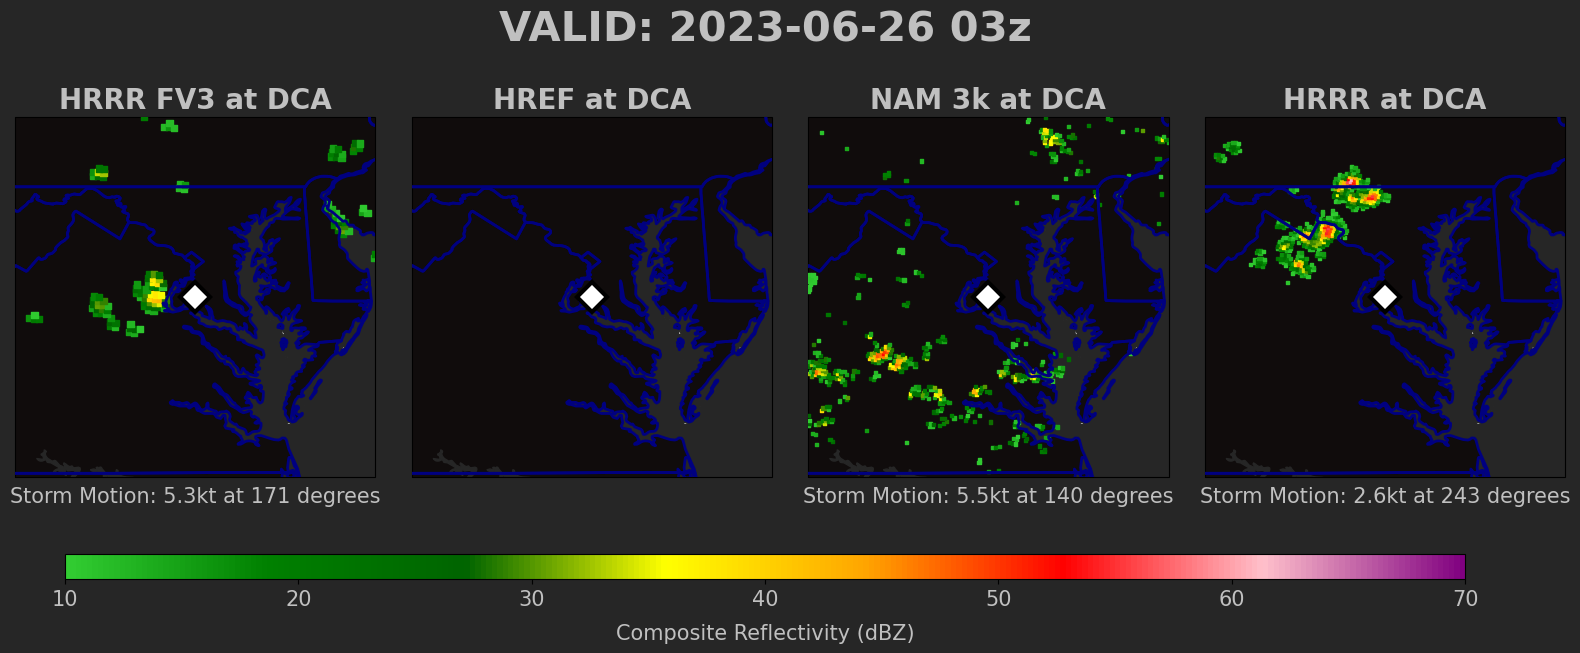 VALID: 2023-06-26 03z
HRRR FV3 at DCA
HREF at DCA
NAM 3k at DCA
HRRR at DCA
Storm Motion: 5.3kt at 171 degrees
Storm Motion: 5.5kt at 140 degrees
Storm Motion: 2.6kt at 243 degrees
10 20 30 40 50 60 70
Composite Reflectivity (dBZ)